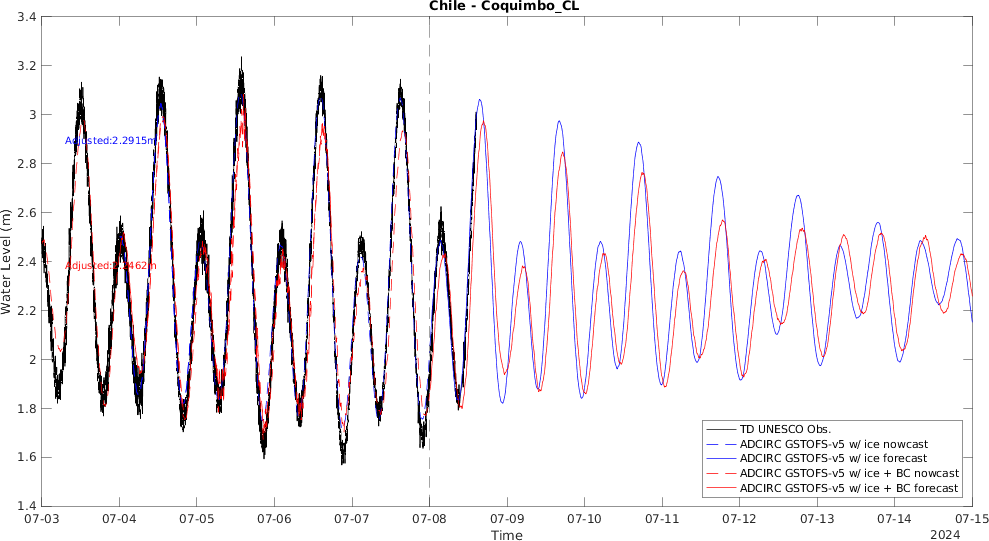 Chile - Coquimbo_CL
3.4
3.2
3
2.8
2.6
2.4
2.2
2
1.8
1.6
1.4
Water Level (m)
Adjusted:2.2915m
TD UNESCO Obs.
ADCIRC GSTOFS-v5 w/ ice nowcast
ADCIRC GSTOFS-v5 w/ ice forecast
ADCIRC GSTOFS-v5 w/ ice + BC nowcast
ADCIRC GSTOFS-v5 w/ ice + BC forecast
07-03 07-04 07-05 07-06 07-07 07-08 07-09 07-10 07-11 07-12 07-13 07-14 07-15
Time
2024